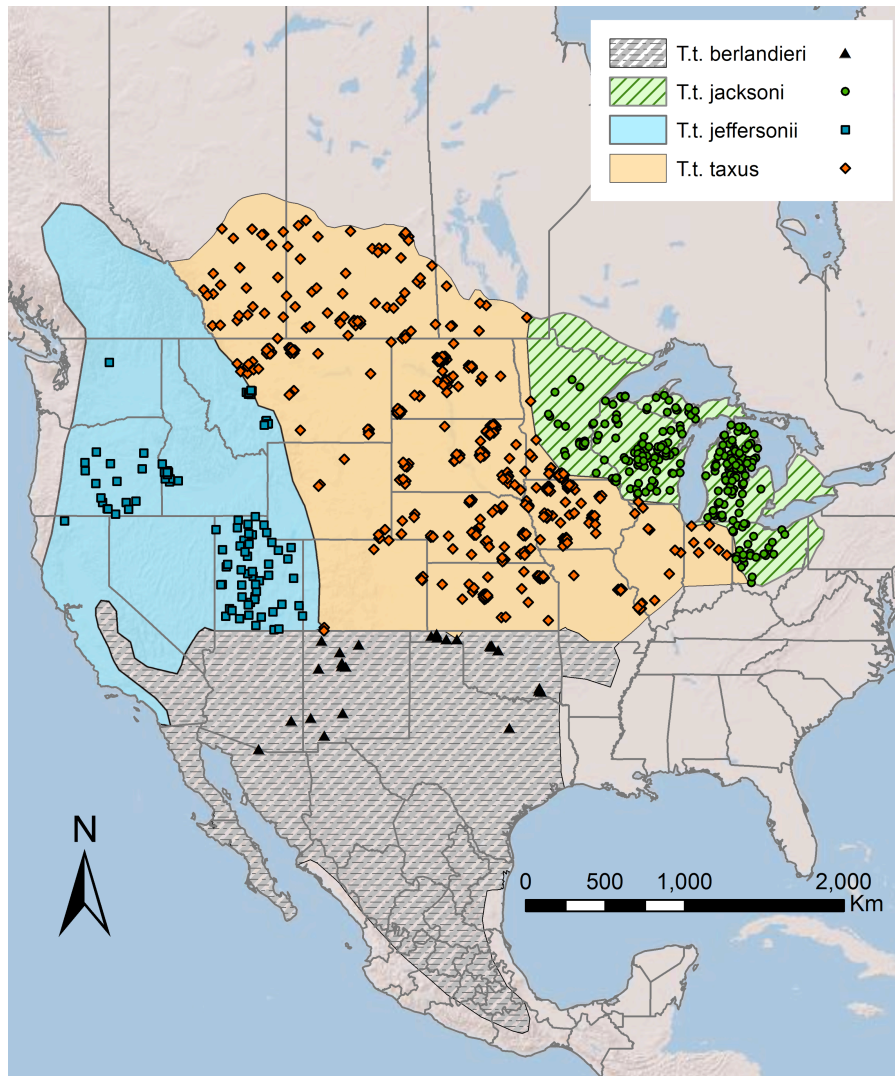 T.t. berlandieri
T.t. jacksoni
T.t. jeffersonii
T.t. taxus
N
0 500 1,000 2,000
Km